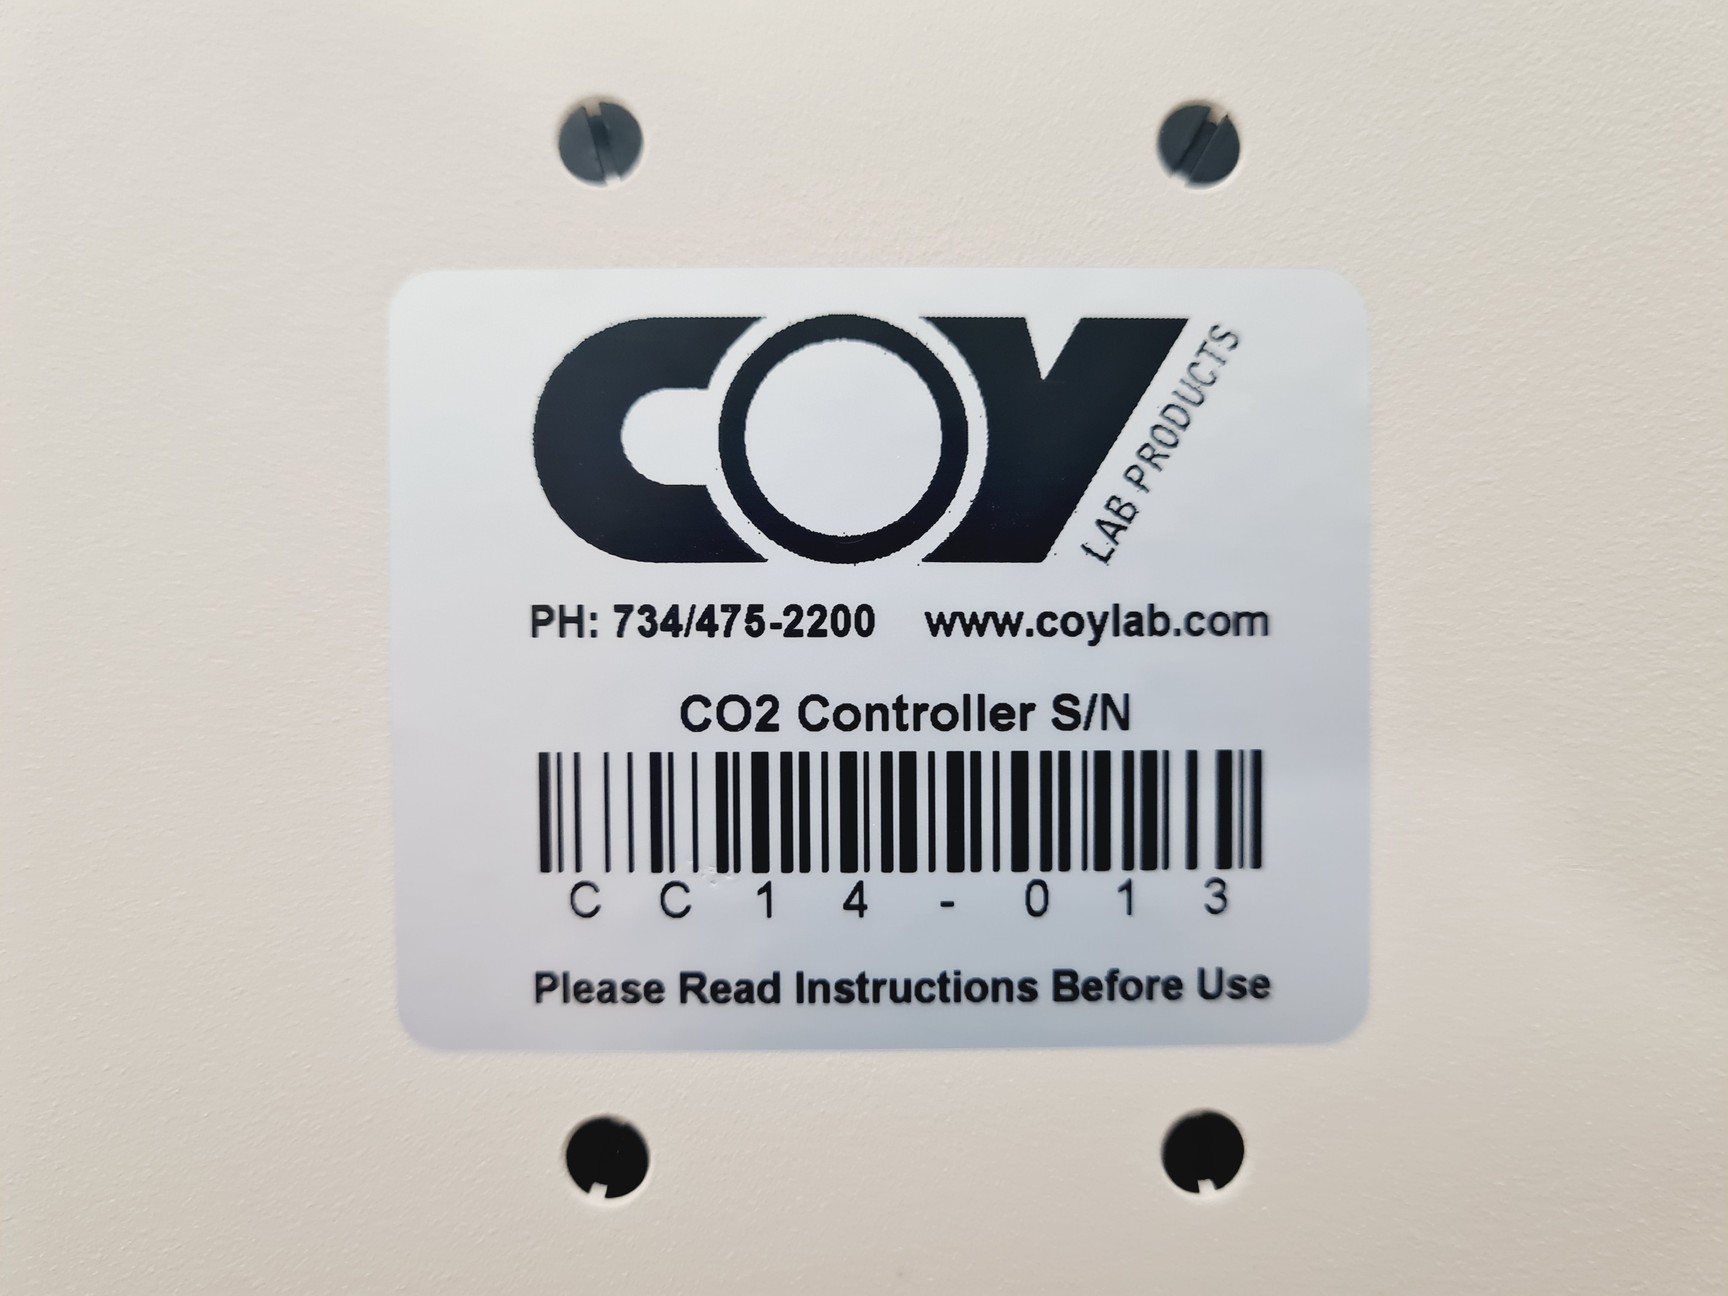 COY
LAB PRODUCTS
PH: 734/475-2200 www.coylab.com
CO2 Controller S/N
CC14-013
Please Read Instructions Before Use